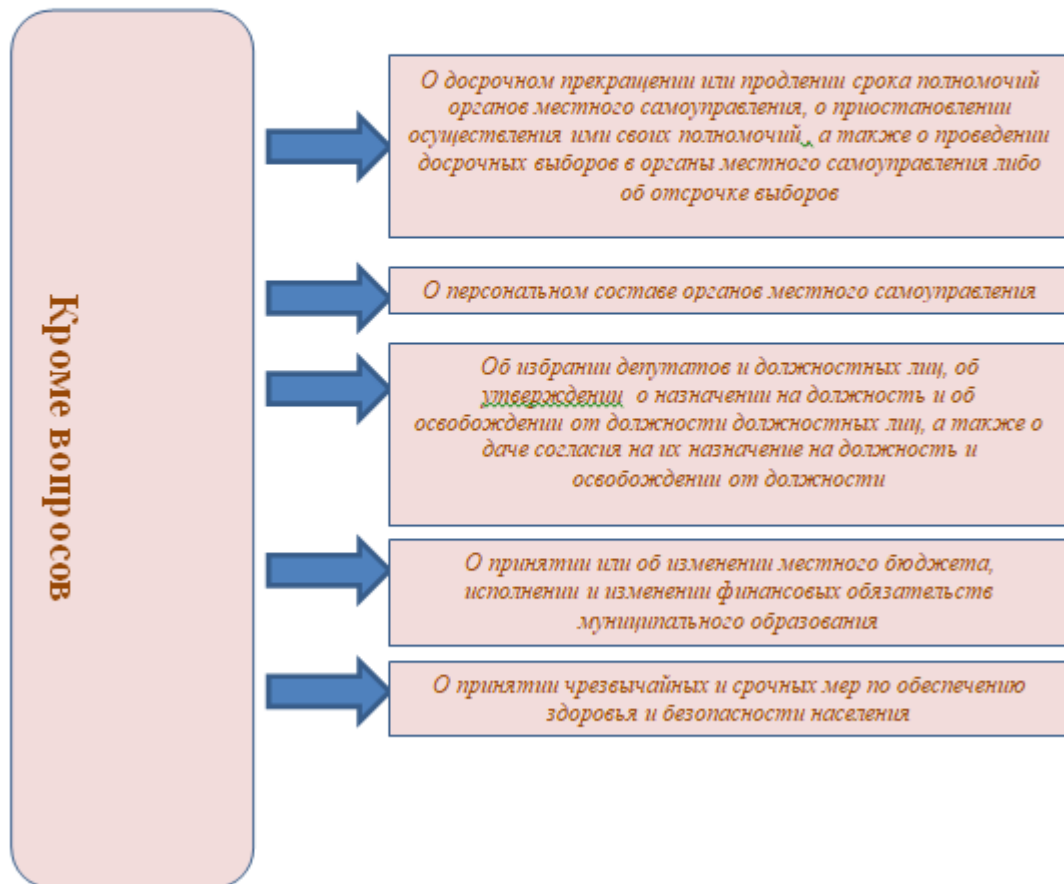 Кроме вопросов
О досрочном прекращении или продлении срока полномочий
органов местного самоуправления, о приостановлении
осуществления ими своих полномочий , а также о проведении
досрочных выборов в органы местного самоуправления либо
об отсрочке выборов
О персональном составе органов местного самоуправления
Об избрании депутатов и должностных лиц, об
утверждении о назначении на должность и об
освобождении от должности должностных лиц, а также о
даче согласия на их назначение на должность и
освобождении от должности
О принятии или об изменении местного бюджета,
исполнении и изменении финансовых обязательств
муниципального образования
О принятии чрезвычайных и срочных мер по обеспечению
здоровья и безопасности населения